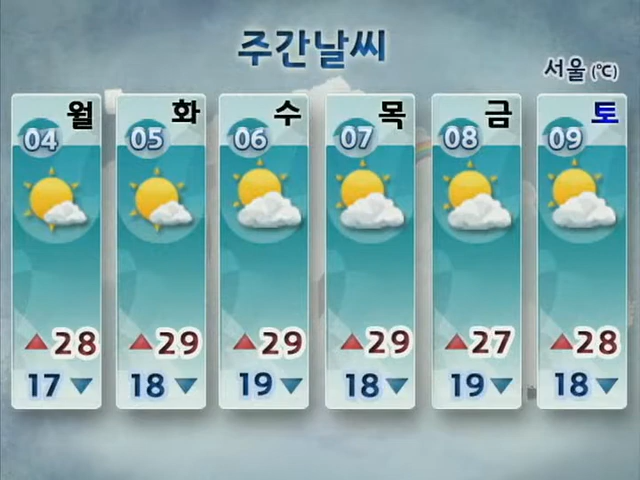 주간날씨
서울 (℃)
월 화 수 목 금 토
04 05 06 07 08 09
▲28 ▲29 ▲29 ▲29 ▲27 ▲28
17▼ 18▼ 19▼ 18▼ 19▼ 18▼